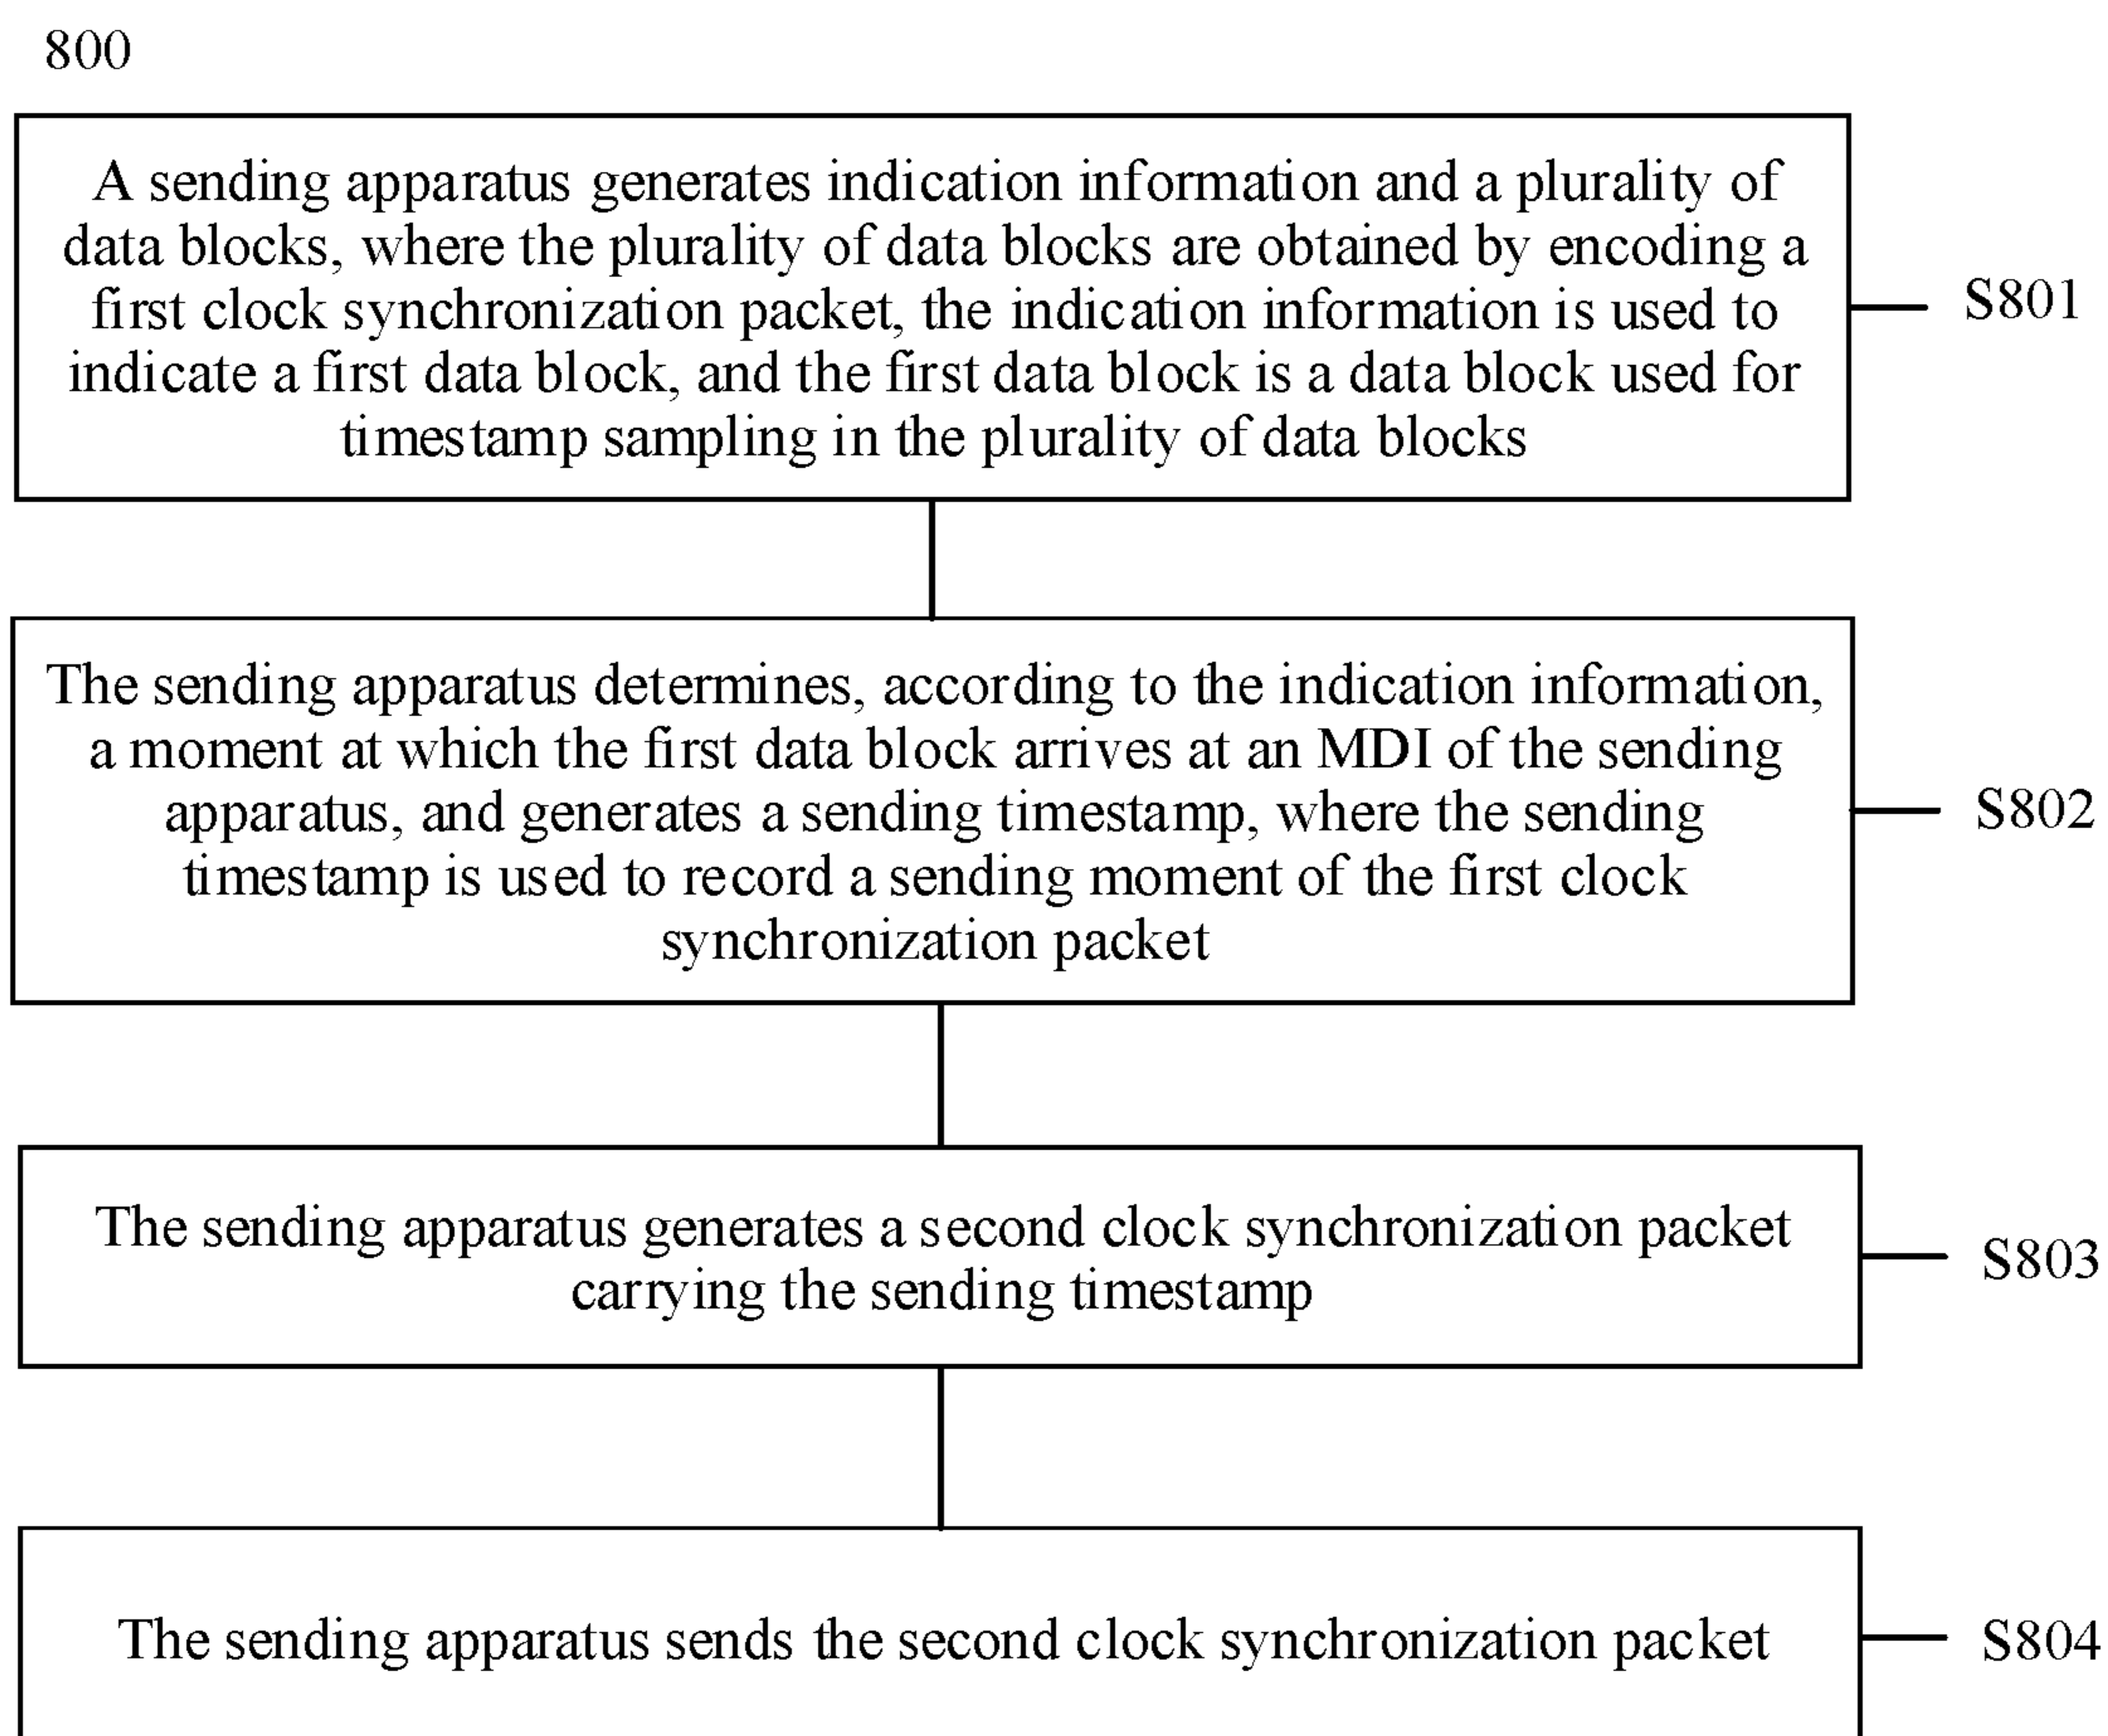 800
A sending apparatus generates indication information and a plurality of
data blocks, where the plurality of data blocks are obtained by encoding a
first clock synchronization packet, the indication information is used to
indicate a first data block, and the first data block is a data block used for
timestamp sampling in the plurality of data blocks
S801
The sending apparatus determines, according to the indication information,
a moment at which the first data block arrives at an MDI of the sending
apparatus, and generates a sending timestamp, where the sending
timestamp is used to record a sending moment of the first clock
synchronization packet
S802
The sending apparatus generates a second clock synchronization packet
carrying the sending timestamp
S803
The sending apparatus sends the second clock synchronization packet
S804